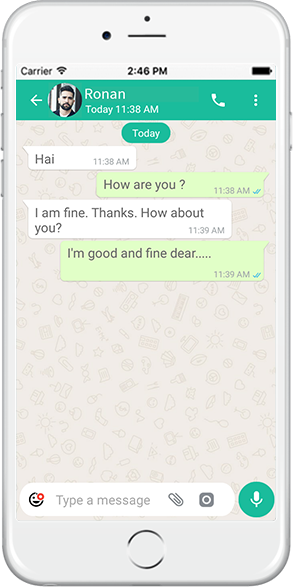 Carrier 2:46 PM
Ronan
Today 11:38 AM
Today
Hai 11:38 AM
How are you ?
11:38 AM
I am fine. Thanks. How about
you?
11:39 AM
I'm good and fine dear.....
11:39 AM
Type a message